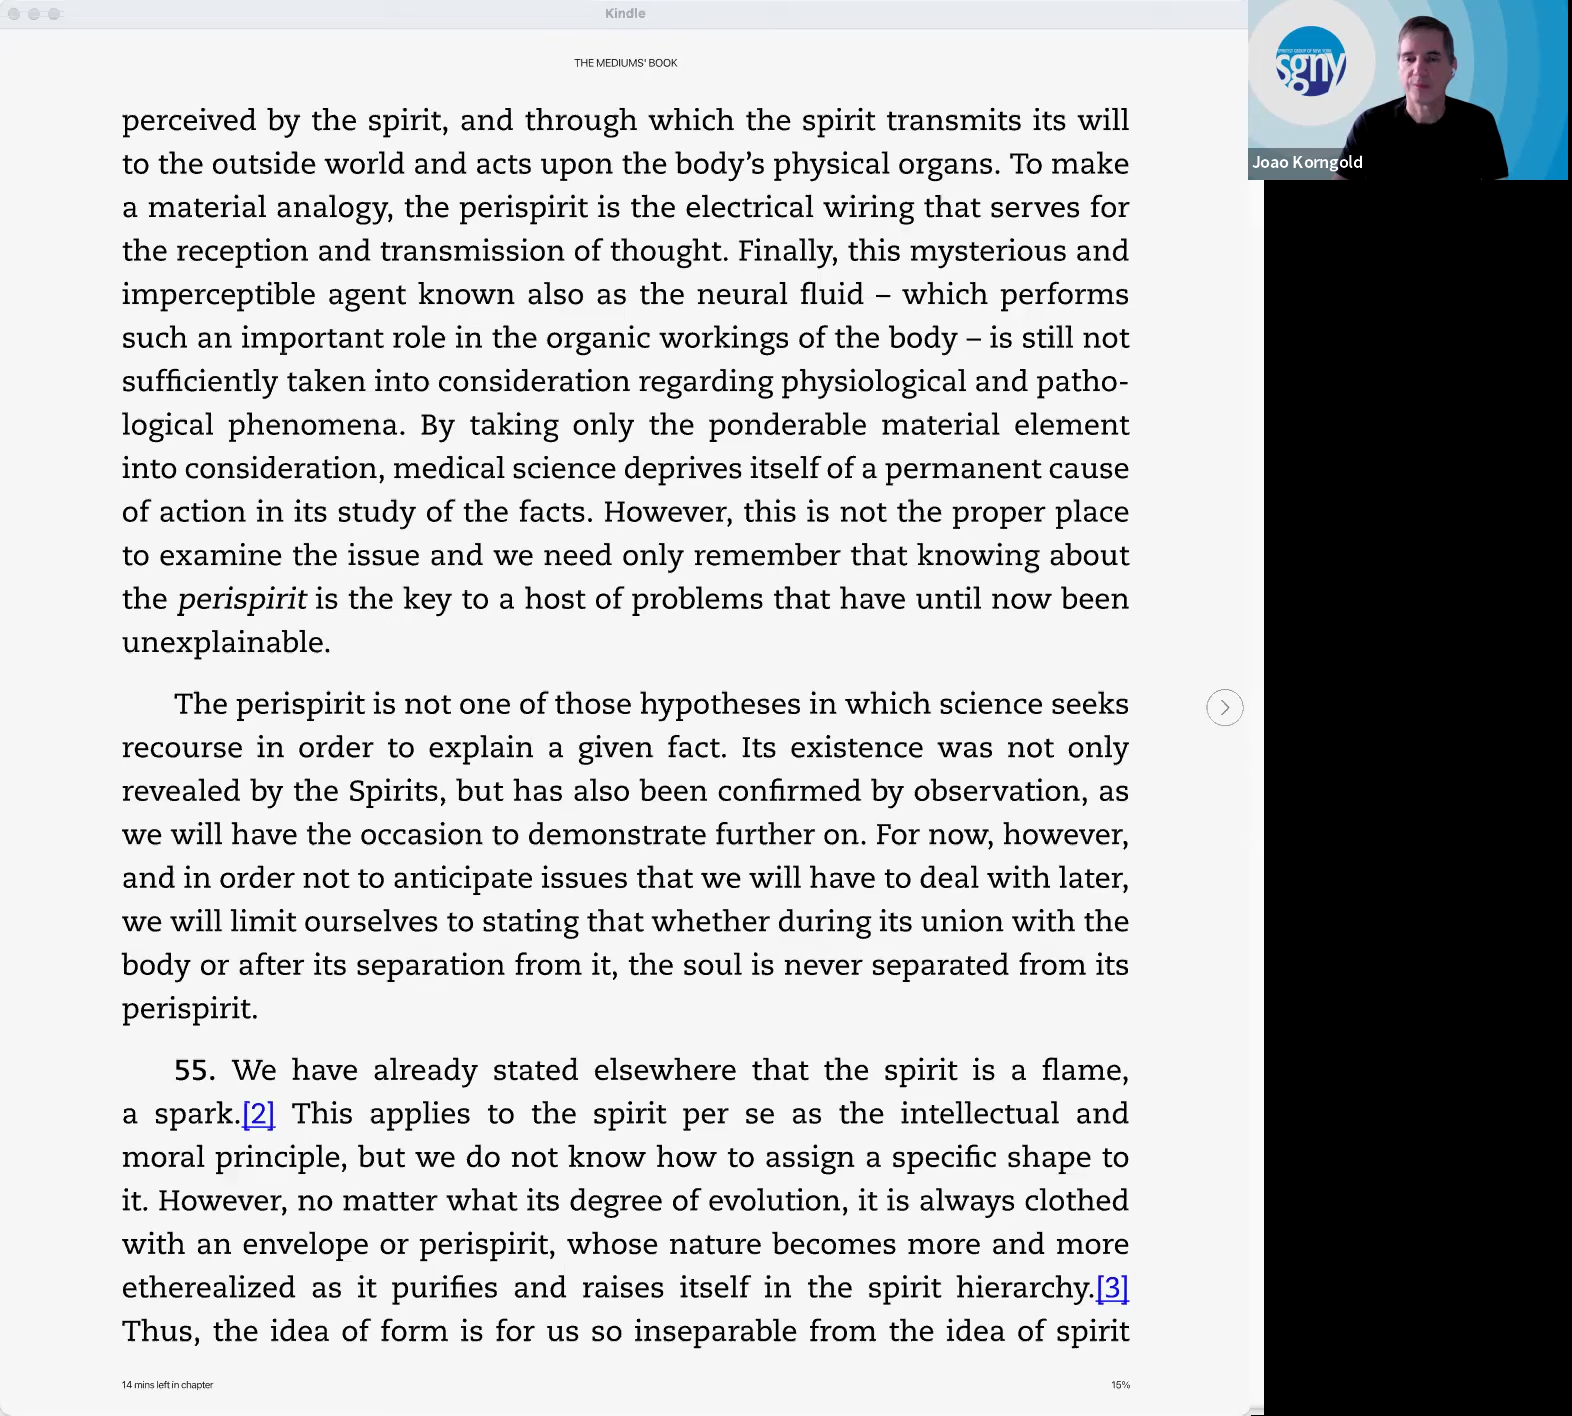 Kindle
THE MEDIUMS' BOOK
perceived by the spirit, and through which the spirit transmits its will
to the outside world and acts upon the body’s physical organs. To make
a material analogy, the perispirit is the electrical wiring that serves for
the reception and transmission of thought. Finally, this mysterious and
imperceptible agent known also as the neural fluid – which performs
such an important role in the organic workings of the body – is still not
sufficiently taken into consideration regarding physiological and patho-
logical phenomena. By taking only the ponderable material element
into consideration, medical science deprives itself of a permanent cause
of action in its study of the facts. However, this is not the proper place
to examine the issue and we need only remember that knowing about
the perispirit is the key to a host of problems that have until now been
unexplainable.
The perispirit is not one of those hypotheses in which science seeks
recourse in order to explain a given fact. Its existence was not only
revealed by the Spirits, but has also been confirmed by observation, as
we will have the occasion to demonstrate further on. For now, however,
and in order not to anticipate issues that we will have to deal with later,
we will limit ourselves to stating that whether during its union with the
body or after its separation from it, the soul is never separated from its
perispirit.
55. We have already stated elsewhere that the spirit is a flame,
a spark.[2] This applies to the spirit per se as the intellectual and
moral principle, but we do not know how to assign a specific shape to
it. However, no matter what its degree of evolution, it is always clothed
with an envelope or perispirit, whose nature becomes more and more
etherealized as it purifies and raises itself in the spirit hierarchy.[3]
Thus, the idea of form is for us so inseparable from the idea of spirit
14 mins left in chapter
15%
SPIRITIST GROUP OF NEW YORK
sgny
Joao Korngold